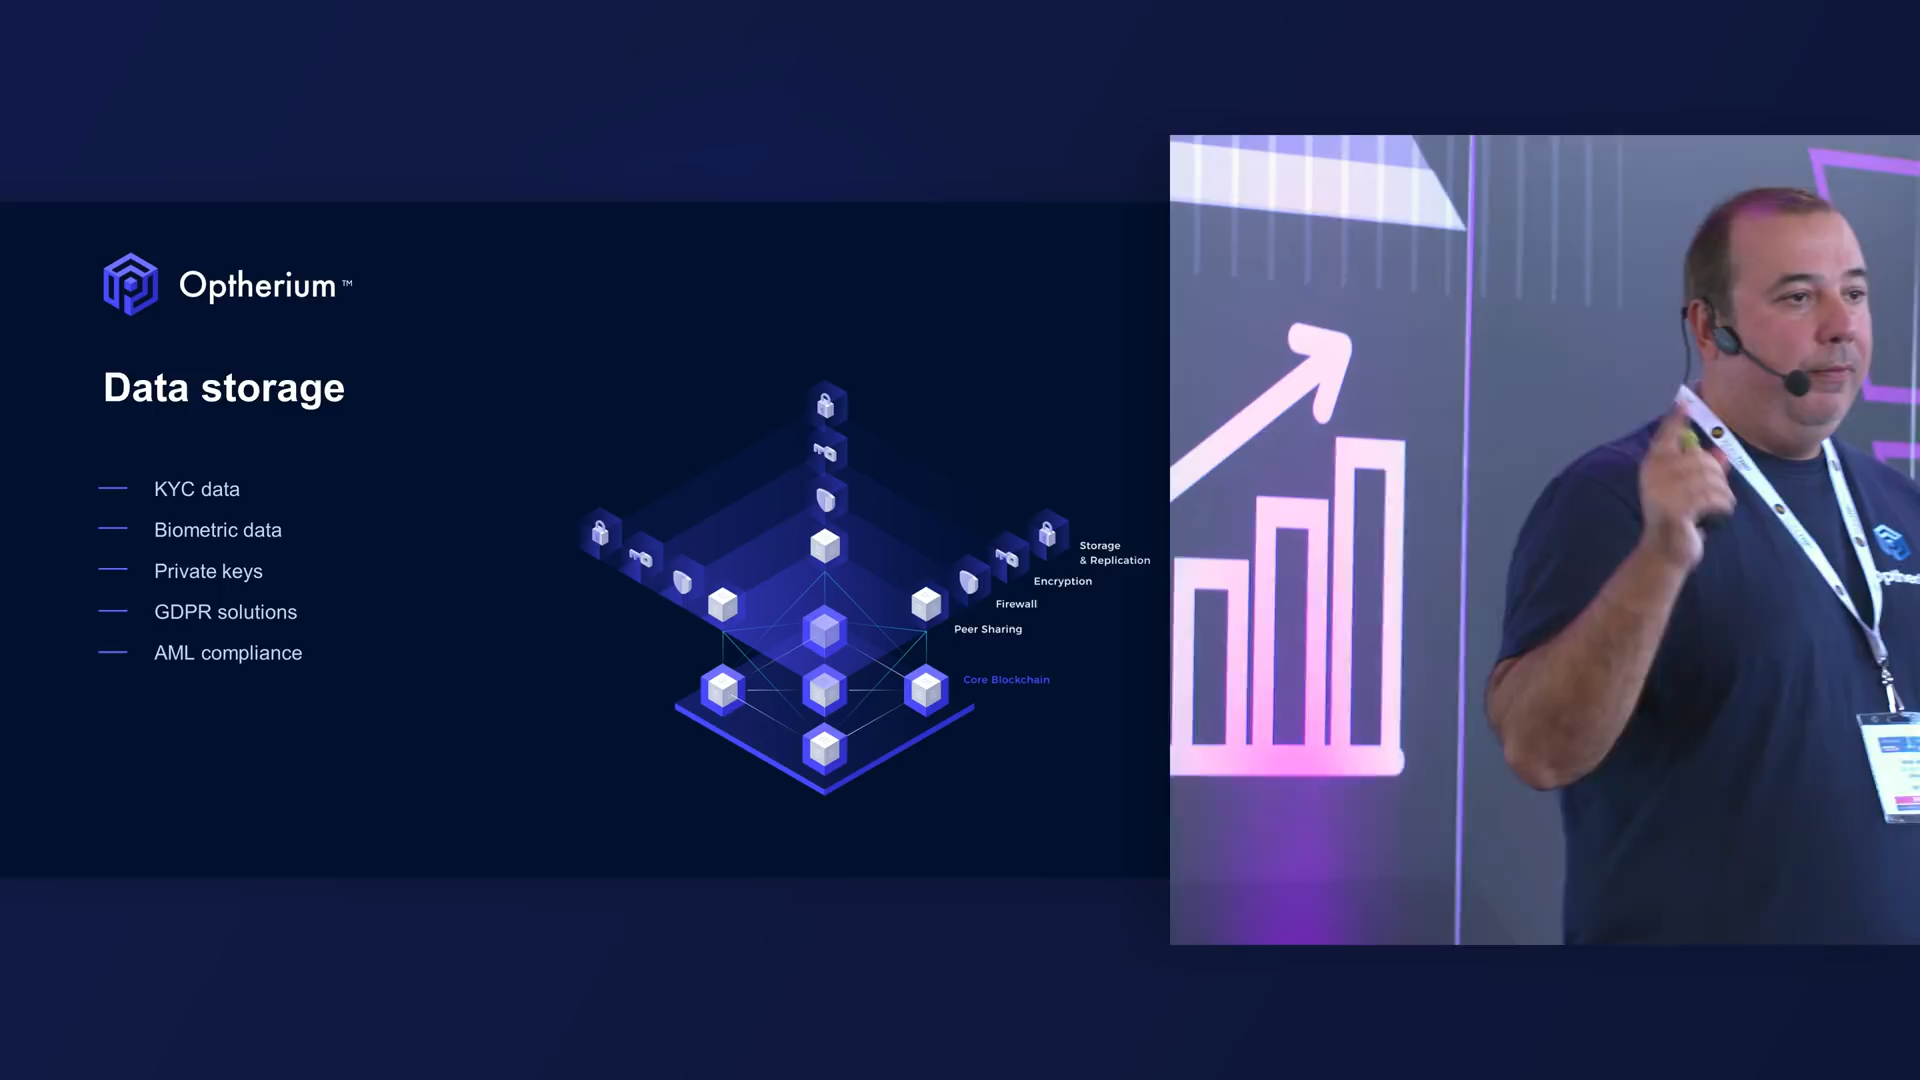 Optherium™
Data storage
KYC data
Biometric data
Private keys
GDPR solutions
AML compliance
Storage
& Replication
Encryption
Firewall
Peer Sharing
Core Blockchain